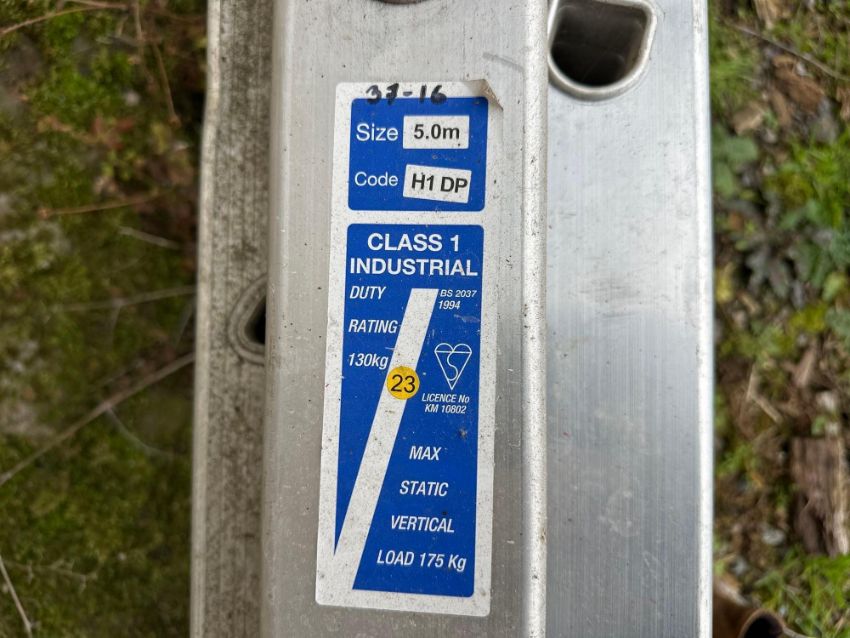 37-16
Size 5.0m
Code H1 DP
CLASS 1
INDUSTRIAL
DUTY
BS 2037
1994
RATING
130kg
23
LICENCE No
KM 10802
MAX
STATIC
VERTICAL
LOAD 175 Kg